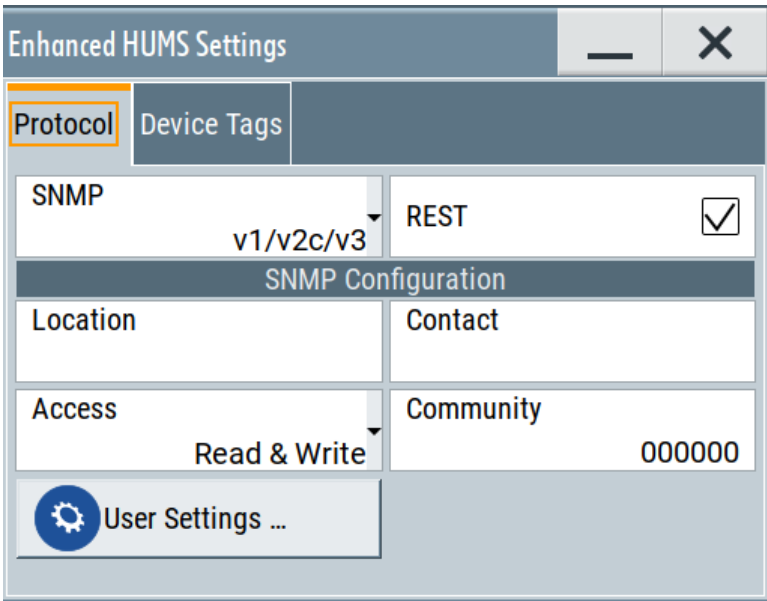 Enhanced HUMS Settings
Protocol
Device Tags
SNMP
v1/v2c/v3
REST
SNMP Configuration
Location
Contact
Access
Read & Write
Community
000000
User Settings ...